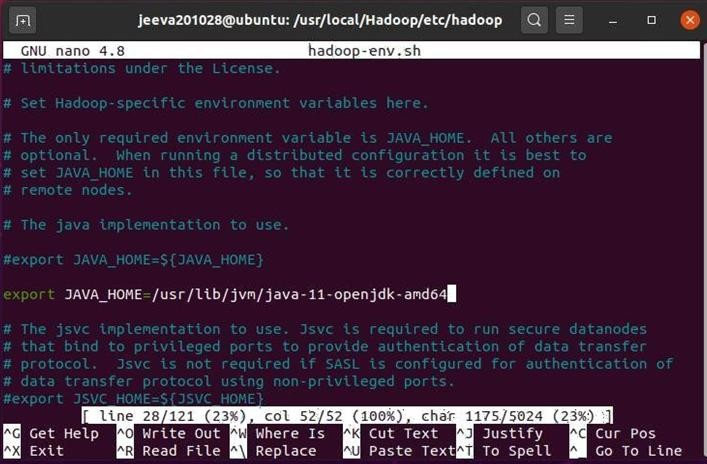 jeeva201028@ubuntu: /usr/local/Hadoop/etc/hadoop
GNU nano 4.8 hadoop-env.sh
# limitations under the License.
# Set Hadoop-specific environment variables here.
# The only required environment variable is JAVA_HOME.  All others are
# optional.  When running a distributed configuration it is best to
# set JAVA_HOME in this file, so that it is correctly defined on
# remote nodes.
# The java implementation to use.
#export JAVA_HOME=${JAVA_HOME}
export JAVA_HOME=/usr/lib/jvm/java-11-openjdk-amd64
# The jsvc implementation to use. Jsvc is required to run secure datanodes
# that bind to privileged ports to provide authentication of data transfer
# protocol.  Jsvc is not required if SASL is configured for authentication of
# data transfer protocol using non-privileged ports.
#export JSVC_HOME=${JSVC_HOME}
[ line 28/121 (23%), col 52/52 (100%), char 1175/5024 (23%) ]
^G Get Help ^O Write Out ^W Where Is ^K Cut Text ^J Justify ^C Cur Pos
^X Exit ^R Read File ^\ Replace ^U Paste Text ^T To Spell ^_ Go To Line